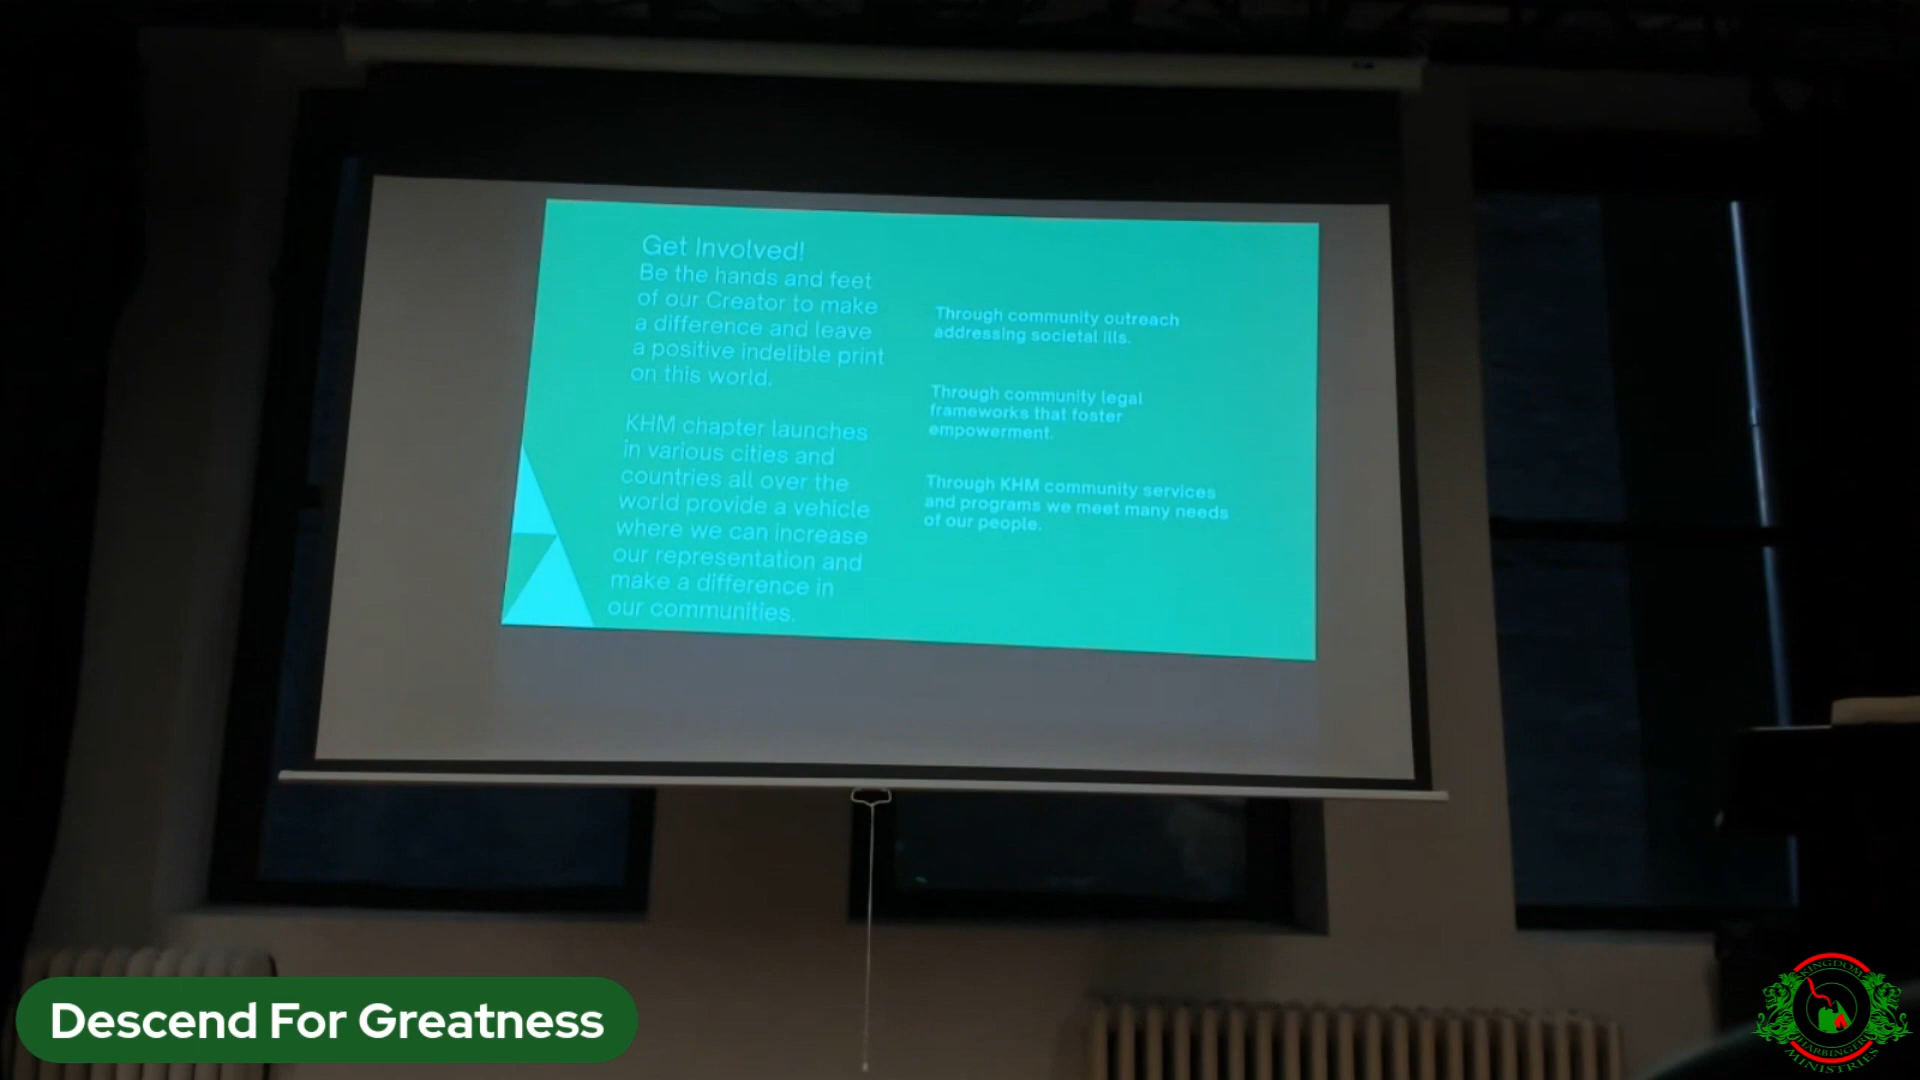 Get Involved!
Be the hands and feet
of our Creator to make
a difference and leave
a positive indelible print
on this world.
KHM chapter launches
in various cities and
countries all over the
world provide a vehicle
where we can increase
our representation and
make a difference in
our communities.
Through community outreach
addressing societal ills.
Through community legal
frameworks that foster
empowerment.
Through KHM community services
and programs we meet many needs
of our people.
Descend For Greatness
KINGDOM
HARBINGER
MINISTRIES